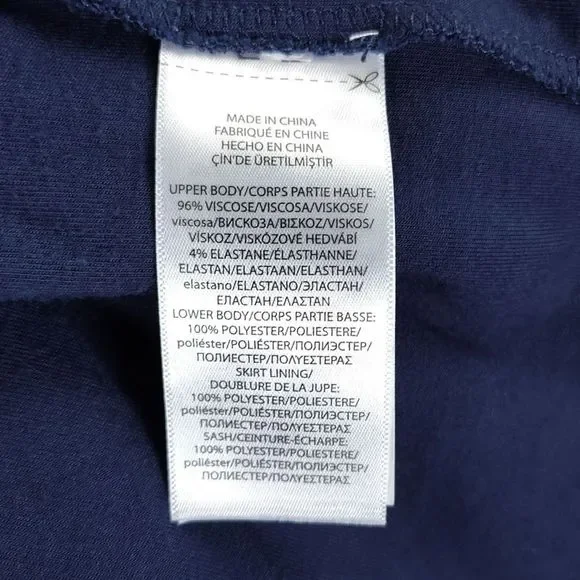 MADE IN CHINA
FABRIQUÉ EN CHINE
HECHO EN CHINA
ÇİN'DE ÜRETİLMİŞTİR
UPPER BODY/CORPS PARTIE HAUTE:
96% VISCOSE/VISCOSA/VISKOSE/
viscosa/ВИСКОЗА/ΒΙΣΚΟΖ/VISKOS/
VÍSKOZ/VISKÓZOVÉ HEDVÁBÍ
4% ELASTANE/ÉLASTHANNE/
ELASTAN/ELASTAAN/ELASTHAN/
elastano/ELASTANO/ЭЛАСТАН/
ЕЛАСТАН/ΕΛΑΣΤΑΝ
LOWER BODY/CORPS PARTIE BASSE:
100% POLYESTER/POLIESTERE/
poliéster/POLIÉSTER/ПОЛИЭСТЕР/
ПОЛИЕСТЕР/ΠΟΛΥΕΣΤΕΡΑΣ
SKIRT LINING/
DOUBLURE DE LA JUPE:
100% POLYESTER/POLIESTERE/
poliéster/POLIÉSTER/ПОЛИЭСТЕР/
ПОЛИЕСТЕР/ΠΟΛΥΕΣΤΕΡΑΣ
SASH/CEINTURE-ÉCHARPE:
100% POLYESTER/POLIESTERE/
poliéster/POLIÉSTER/ПОЛИЭСТЕР/
ПОЛИЕСТЕР/ΠΟΛΥΕΣΤΕΡΑΣ